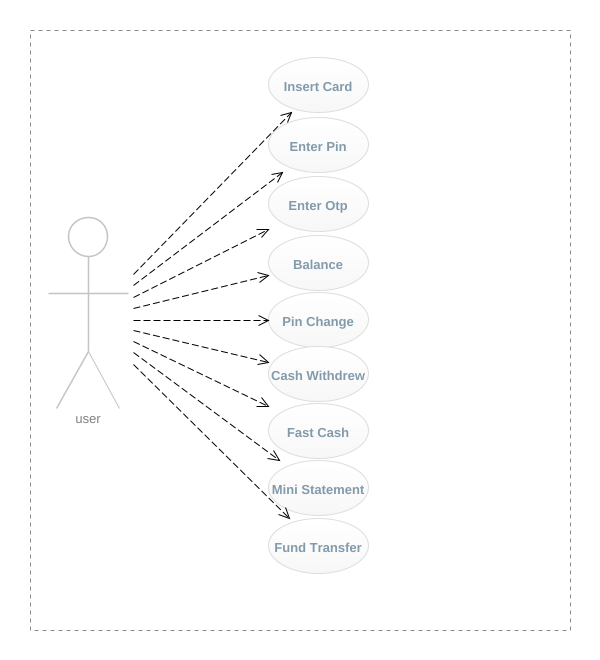 Insert Card
Enter Pin
Enter Otp
Balance
Pin Change
Cash Withdrew
Fast Cash
Mini Statement
Fund Transfer
user